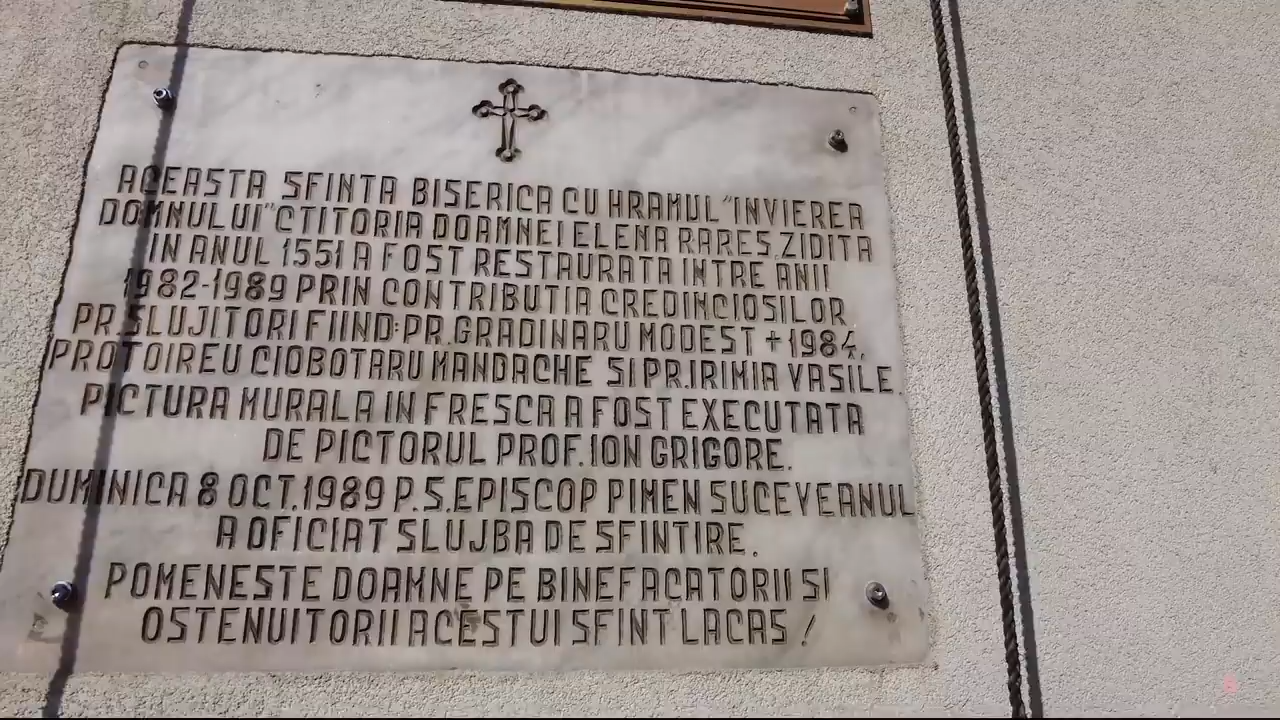 ACEASTA SFINTA BISERICA CU HRAMUL "INVIEREA
DOMNULUI" CTITORIA DOAMNEI ELENA RARES, ZIDITA
IN ANUL 1551 A FOST RESTAURATA INTRE ANII
1982-1989 PRIN CONTRIBUTIA CREDINCIOSILOR
PR. SLUJITORI FIIND: PR. GRADINARU MODEST + 1984,
PROTOIREU CIOBOTARU MANDACHE SI PR. IRIMIA VASILE.
PICTURA MURALA IN FRESCA A FOST EXECUTATA
DE PICTORUL PROF. ION GRIGORE.
DUMINICA 8 OCT. 1989 P.S. EPISCOP PIMEN SUCEVEANUL
A OFICIAT SLUJBA DE SFINTIRE.
POMENESTE DOAMNE PE BINEFACATORII SI
OSTENUITORII ACESTUI SFINT LACAS!